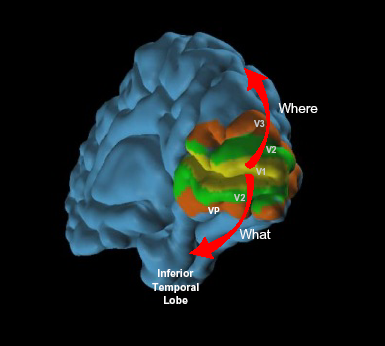 Where
V3
V2
V1
V2
VP
What
Inferior
Temporal
Lobe